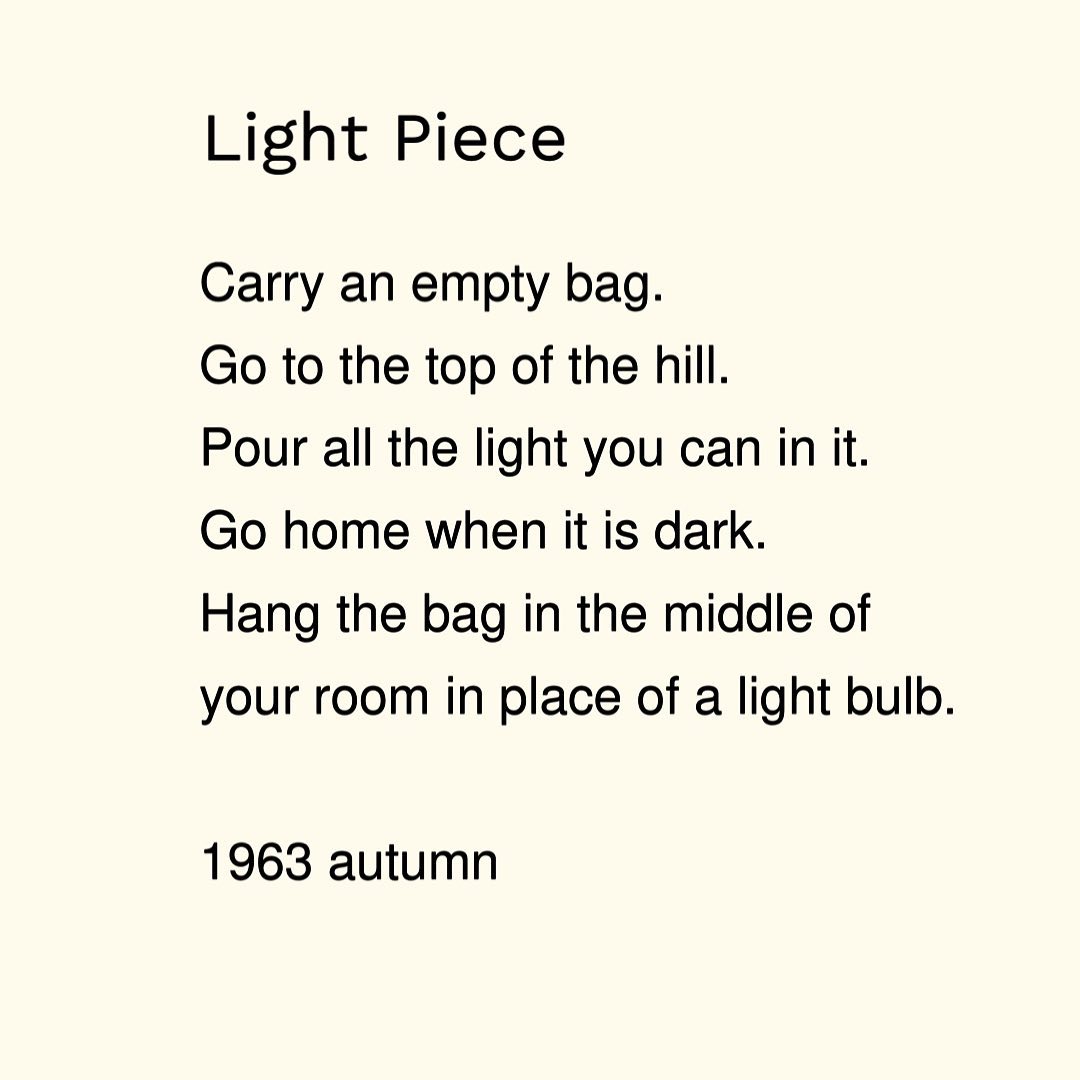 Light Piece
Carry an empty bag.
Go to the top of the hill.
Pour all the light you can in it.
Go home when it is dark.
Hang the bag in the middle of
your room in place of a light bulb.
1963 autumn